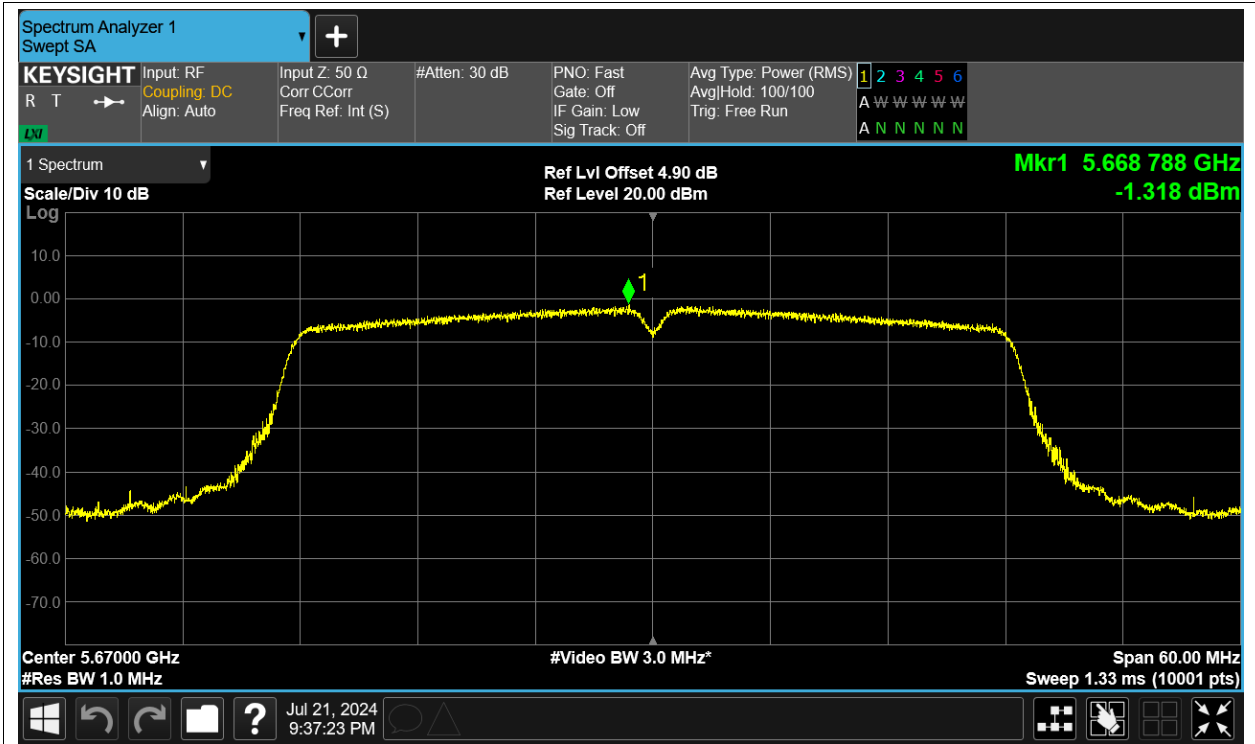 Spectrum Analyzer 1
Swept SA
KEYSIGHT
R T
LXI
Input: RF
Coupling: DC
Align: Auto
Input Z: 50 Ω
Corr CCorr
Freq Ref: Int (S)
#Atten: 30 dB
PNO: Fast
Gate: Off
IF Gain: Low
Sig Track: Off
Avg Type: Power (RMS)
Avg|Hold: 100/100
Trig: Free Run
1 2 3 4 5 6
A W W W W W
A N N N N N
1 Spectrum
Scale/Div 10 dB
Log
Ref Lvl Offset 4.90 dB
Ref Level 20.00 dBm
Mkr1 5.668 788 GHz
-1.318 dBm
1
10.0
0.00
-10.0
-20.0
-30.0
-40.0
-50.0
-60.0
-70.0
Center 5.67000 GHz
#Res BW 1.0 MHz
#Video BW 3.0 MHz*
Span 60.00 MHz
Sweep 1.33 ms (10001 pts)
?
Jul 21, 2024
9:37:23 PM